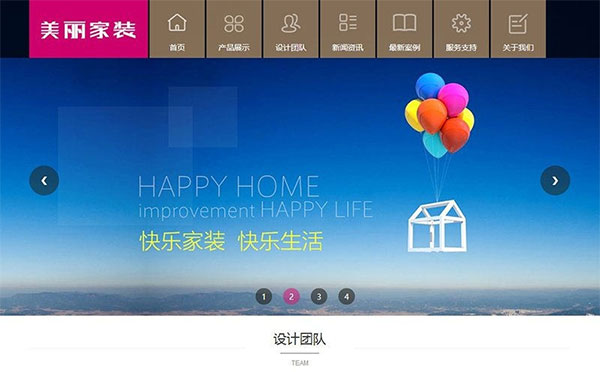 美丽家装
首页
产品展示
设计团队
新闻资讯
最新案例
服务支持
关于我们
HAPPY HOME
improvement HAPPY LIFE
快乐家装 快乐生活
1 2 3 4
设计团队
TEAM